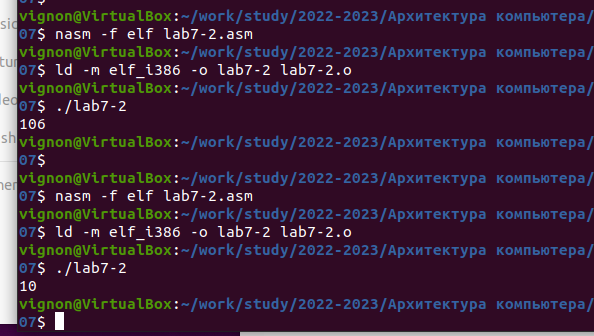 vignon@VirtualBox:~/work/study/2022-2023/Архитектура компьютера/
07$ nasm -f elf lab7-2.asm
vignon@VirtualBox:~/work/study/2022-2023/Архитектура компьютера/
07$ ld -m elf_i386 -o lab7-2 lab7-2.o
vignon@VirtualBox:~/work/study/2022-2023/Архитектура компьютера/
07$ ./lab7-2
106
vignon@VirtualBox:~/work/study/2022-2023/Архитектура компьютера/
07$
vignon@VirtualBox:~/work/study/2022-2023/Архитектура компьютера/
07$ nasm -f elf lab7-2.asm
vignon@VirtualBox:~/work/study/2022-2023/Архитектура компьютера/
07$ ld -m elf_i386 -o lab7-2 lab7-2.o
vignon@VirtualBox:~/work/study/2022-2023/Архитектура компьютера/
07$ ./lab7-2
10
vignon@VirtualBox:~/work/study/2022-2023/Архитектура компьютера/
07$